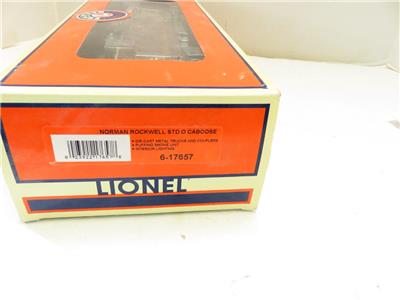 NORMAN ROCKWELL STD O CABOOSE
• DIE-CAST METAL TRUCKS AND COUPLERS
• PUFFING SMOKE UNIT
• INTERIOR LIGHTING
6-17657
LIONEL